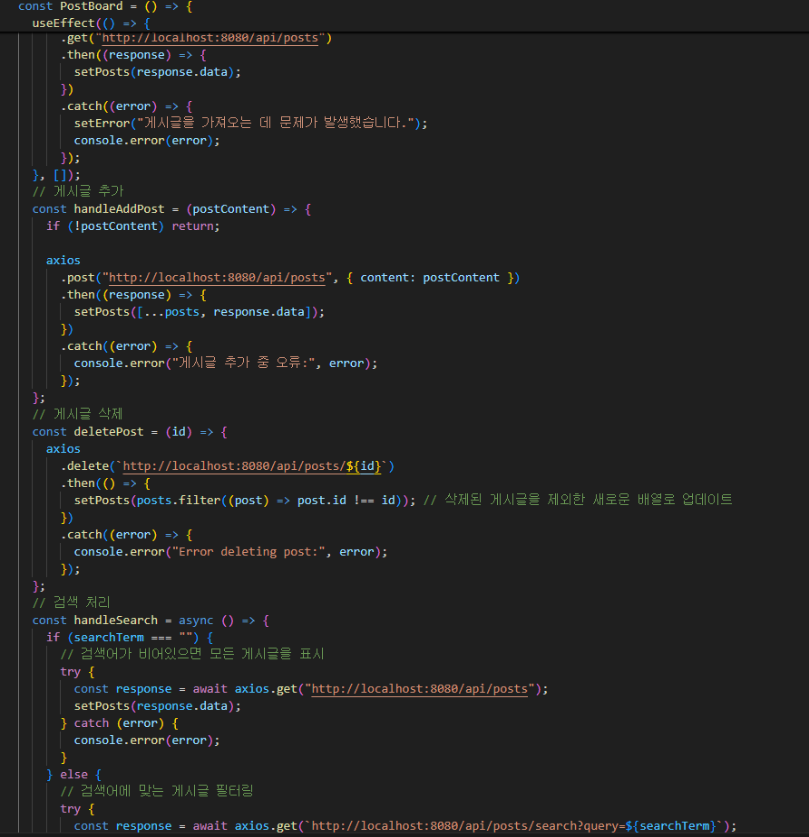 const PostBoard = () => {
useEffect(() => {
.get("http://localhost:8080/api/posts")
.then((response) => {
setPosts(response.data);
})
.catch((error) => {
setError("게시글을 가져오는 데 문제가 발생했습니다.");
console.error(error);
});
}, []);
// 게시글 추가
const handleAddPost = (postContent) => {
if (!postContent) return;
axios
.post("http://localhost:8080/api/posts", { content: postContent })
.then((response) => {
setPosts([...posts, response.data]);
})
.catch((error) => {
console.error("게시글 추가 중 오류:", error);
});
};
// 게시글 삭제
const deletePost = (id) => {
axios
.delete(`http://localhost:8080/api/posts/${id}`)
.then(() => {
setPosts(posts.filter((post) => post.id !== id)); // 삭제된 게시글을 제외한 새로운 배열로 업데이트
})
.catch((error) => {
console.error("Error deleting post:", error);
});
};
// 검색 처리
const handleSearch = async () => {
if (searchTerm === "") {
// 검색어가 비어있으면 모든 게시글을 표시
try {
const response = await axios.get("http://localhost:8080/api/posts");
setPosts(response.data);
} catch (error) {
console.error(error);
}
} else {
// 검색어에 맞는 게시글 필터링
try {
const response = await axios.get(`http://localhost:8080/api/posts/search?query=${searchTerm}`);